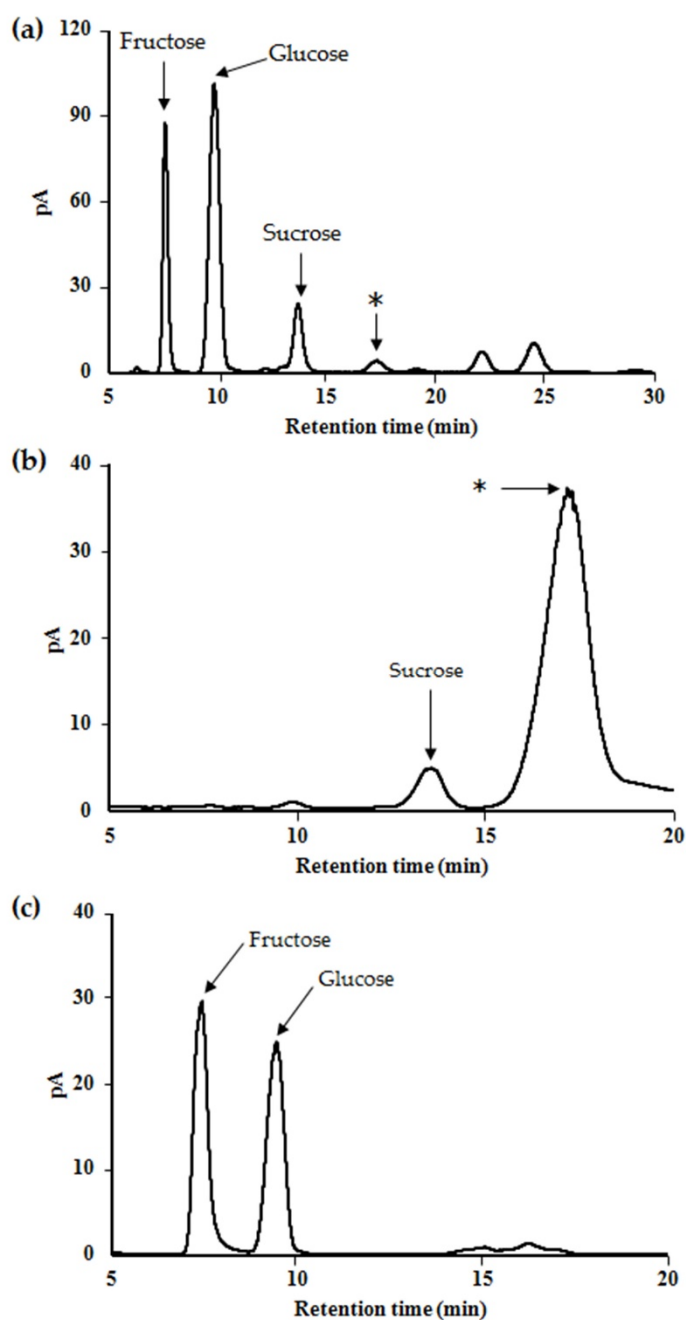 (a)
120
Fructose
Glucose
90
pA
60
Sucrose
30
*
0
5 10 15 20 25 30
Retention time (min)
(b)
40
*
30
pA
20
Sucrose
10
0
5 10 15 20
Retention time (min)
(c)
40
Fructose
30
Glucose
pA
20
10
0
5 10 15 20
Retention time (min)